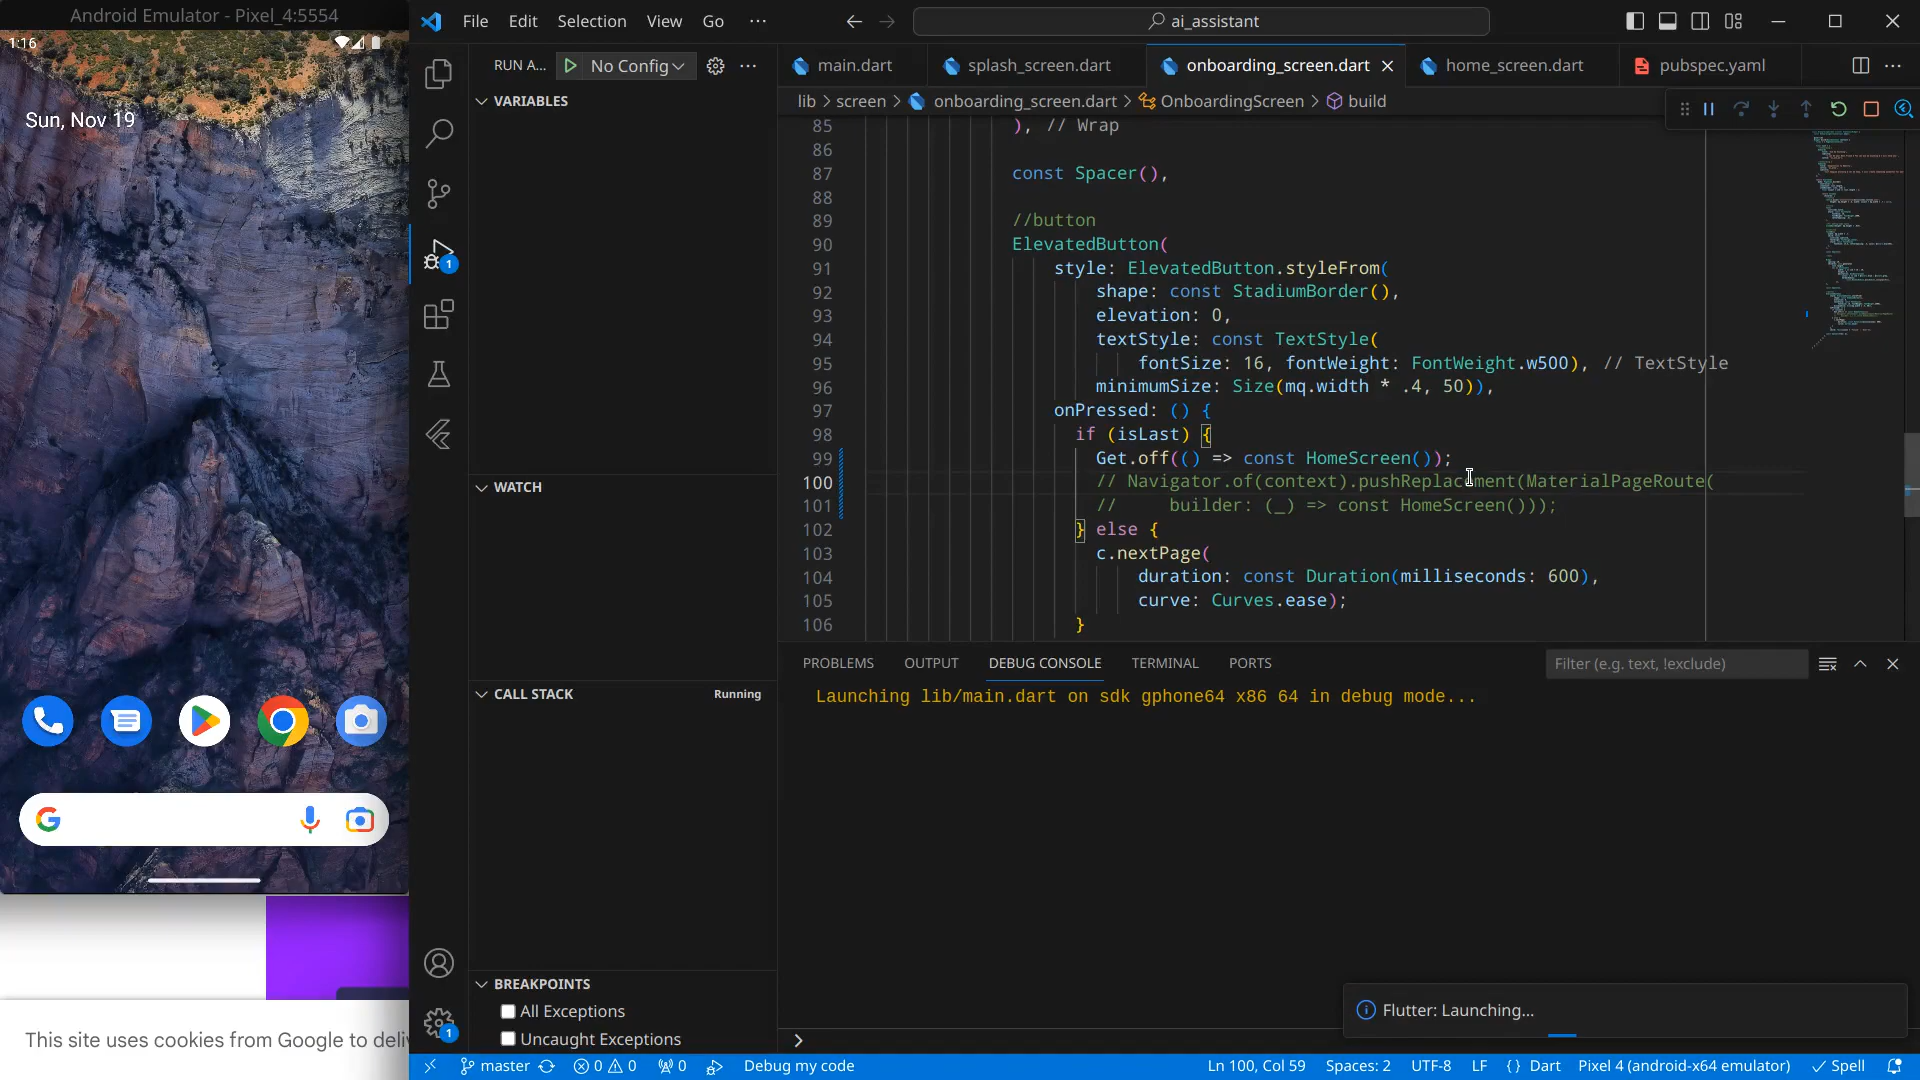 Android Emulator - Pixel_4:5554
1:16
Sun, Nov 19
This site uses cookies from Google to deli
File Edit Selection View Go ...
ai_assistant
RUN A... No Config ...
VARIABLES
WATCH
CALL STACK Running
BREAKPOINTS
All Exceptions
Uncaught Exceptions
1
1
main.dart splash_screen.dart onboarding_screen.dart home_screen.dart pubspec.yaml
lib > screen > onboarding_screen.dart > OnboardingScreen > build
85 ), // Wrap
86
87 const Spacer(),
88
89 //button
90 ElevatedButton(
91 style: ElevatedButton.styleFrom(
92 shape: const StadiumBorder(),
93 elevation: 0,
94 textStyle: const TextStyle(
95 fontSize: 16, fontWeight: FontWeight.w500), // TextStyle
96 minimumSize: Size(mq.width * .4, 50)),
97 onPressed: () {
98 if (isLast) {
99 Get.off(() => const HomeScreen());
100 // Navigator.of(context).pushReplacement(MaterialPageRoute(
101 // builder: (_) => const HomeScreen()));
102 } else {
103 c.nextPage(
104 duration: const Duration(milliseconds: 600),
105 curve: Curves.ease);
106 }
PROBLEMS OUTPUT DEBUG CONSOLE TERMINAL PORTS Filter (e.g. text, !exclude)
Launching lib/main.dart on sdk gphone64 x86 64 in debug mode...
Flutter: Launching...
master 0 0 0 Debug my code Ln 100, Col 59 Spaces: 2 UTF-8 LF {} Dart Pixel 4 (android-x64 emulator) Spell